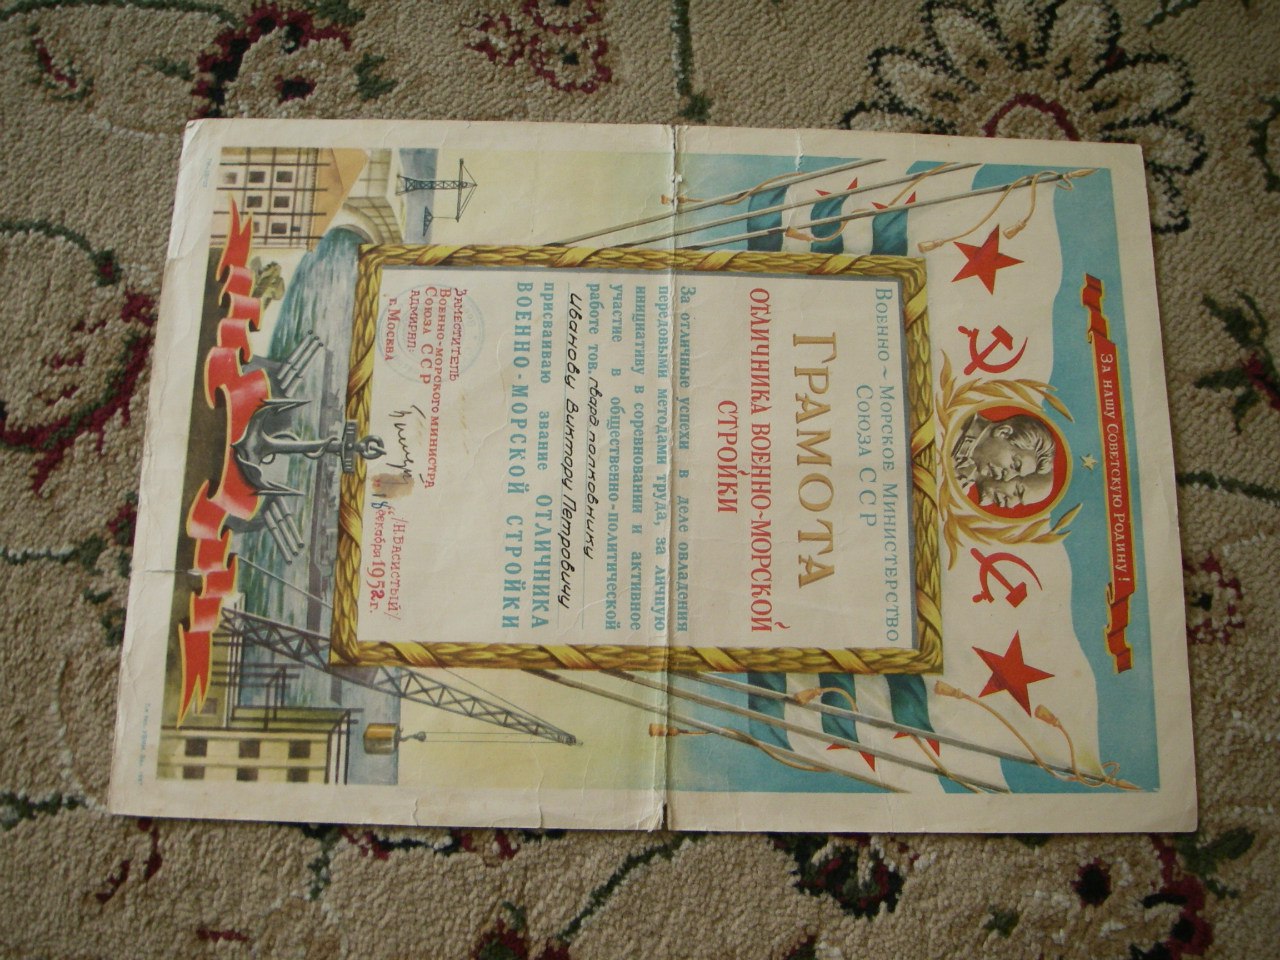 За нашу Советскую Родину!
Военно-Морское Министерство
Союза ССР
Грамота
отличника военно-морской
стройки
За отличные успехи в деле овладения
передовыми методами труда, за личную
инициативу в соревновании и активное
участие в общественно-политической
работе тов. гвард. полковнику
Иванову Виктору Петровичу
присваиваю звание ОТЛИЧНИКА
ВОЕННО-МОРСКОЙ СТРОЙКИ
Заместитель
Военно-морского министра
Союза ССР
адмирал:
/Н.Басистый/
г. Москва
„18“ декабря 1952 г.